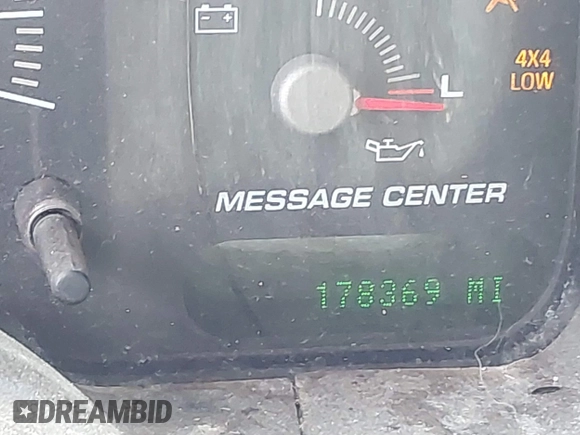 4X4
LOW
L
MESSAGE CENTER
178369 MI
DREAMBID